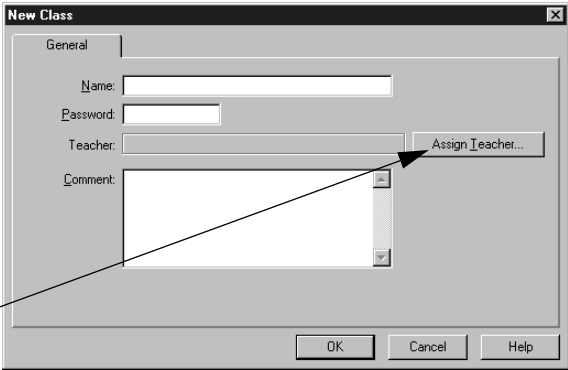 New Class
General
Name:
Password:
Teacher:
Assign Teacher...
Comment:
OK
Cancel
Help